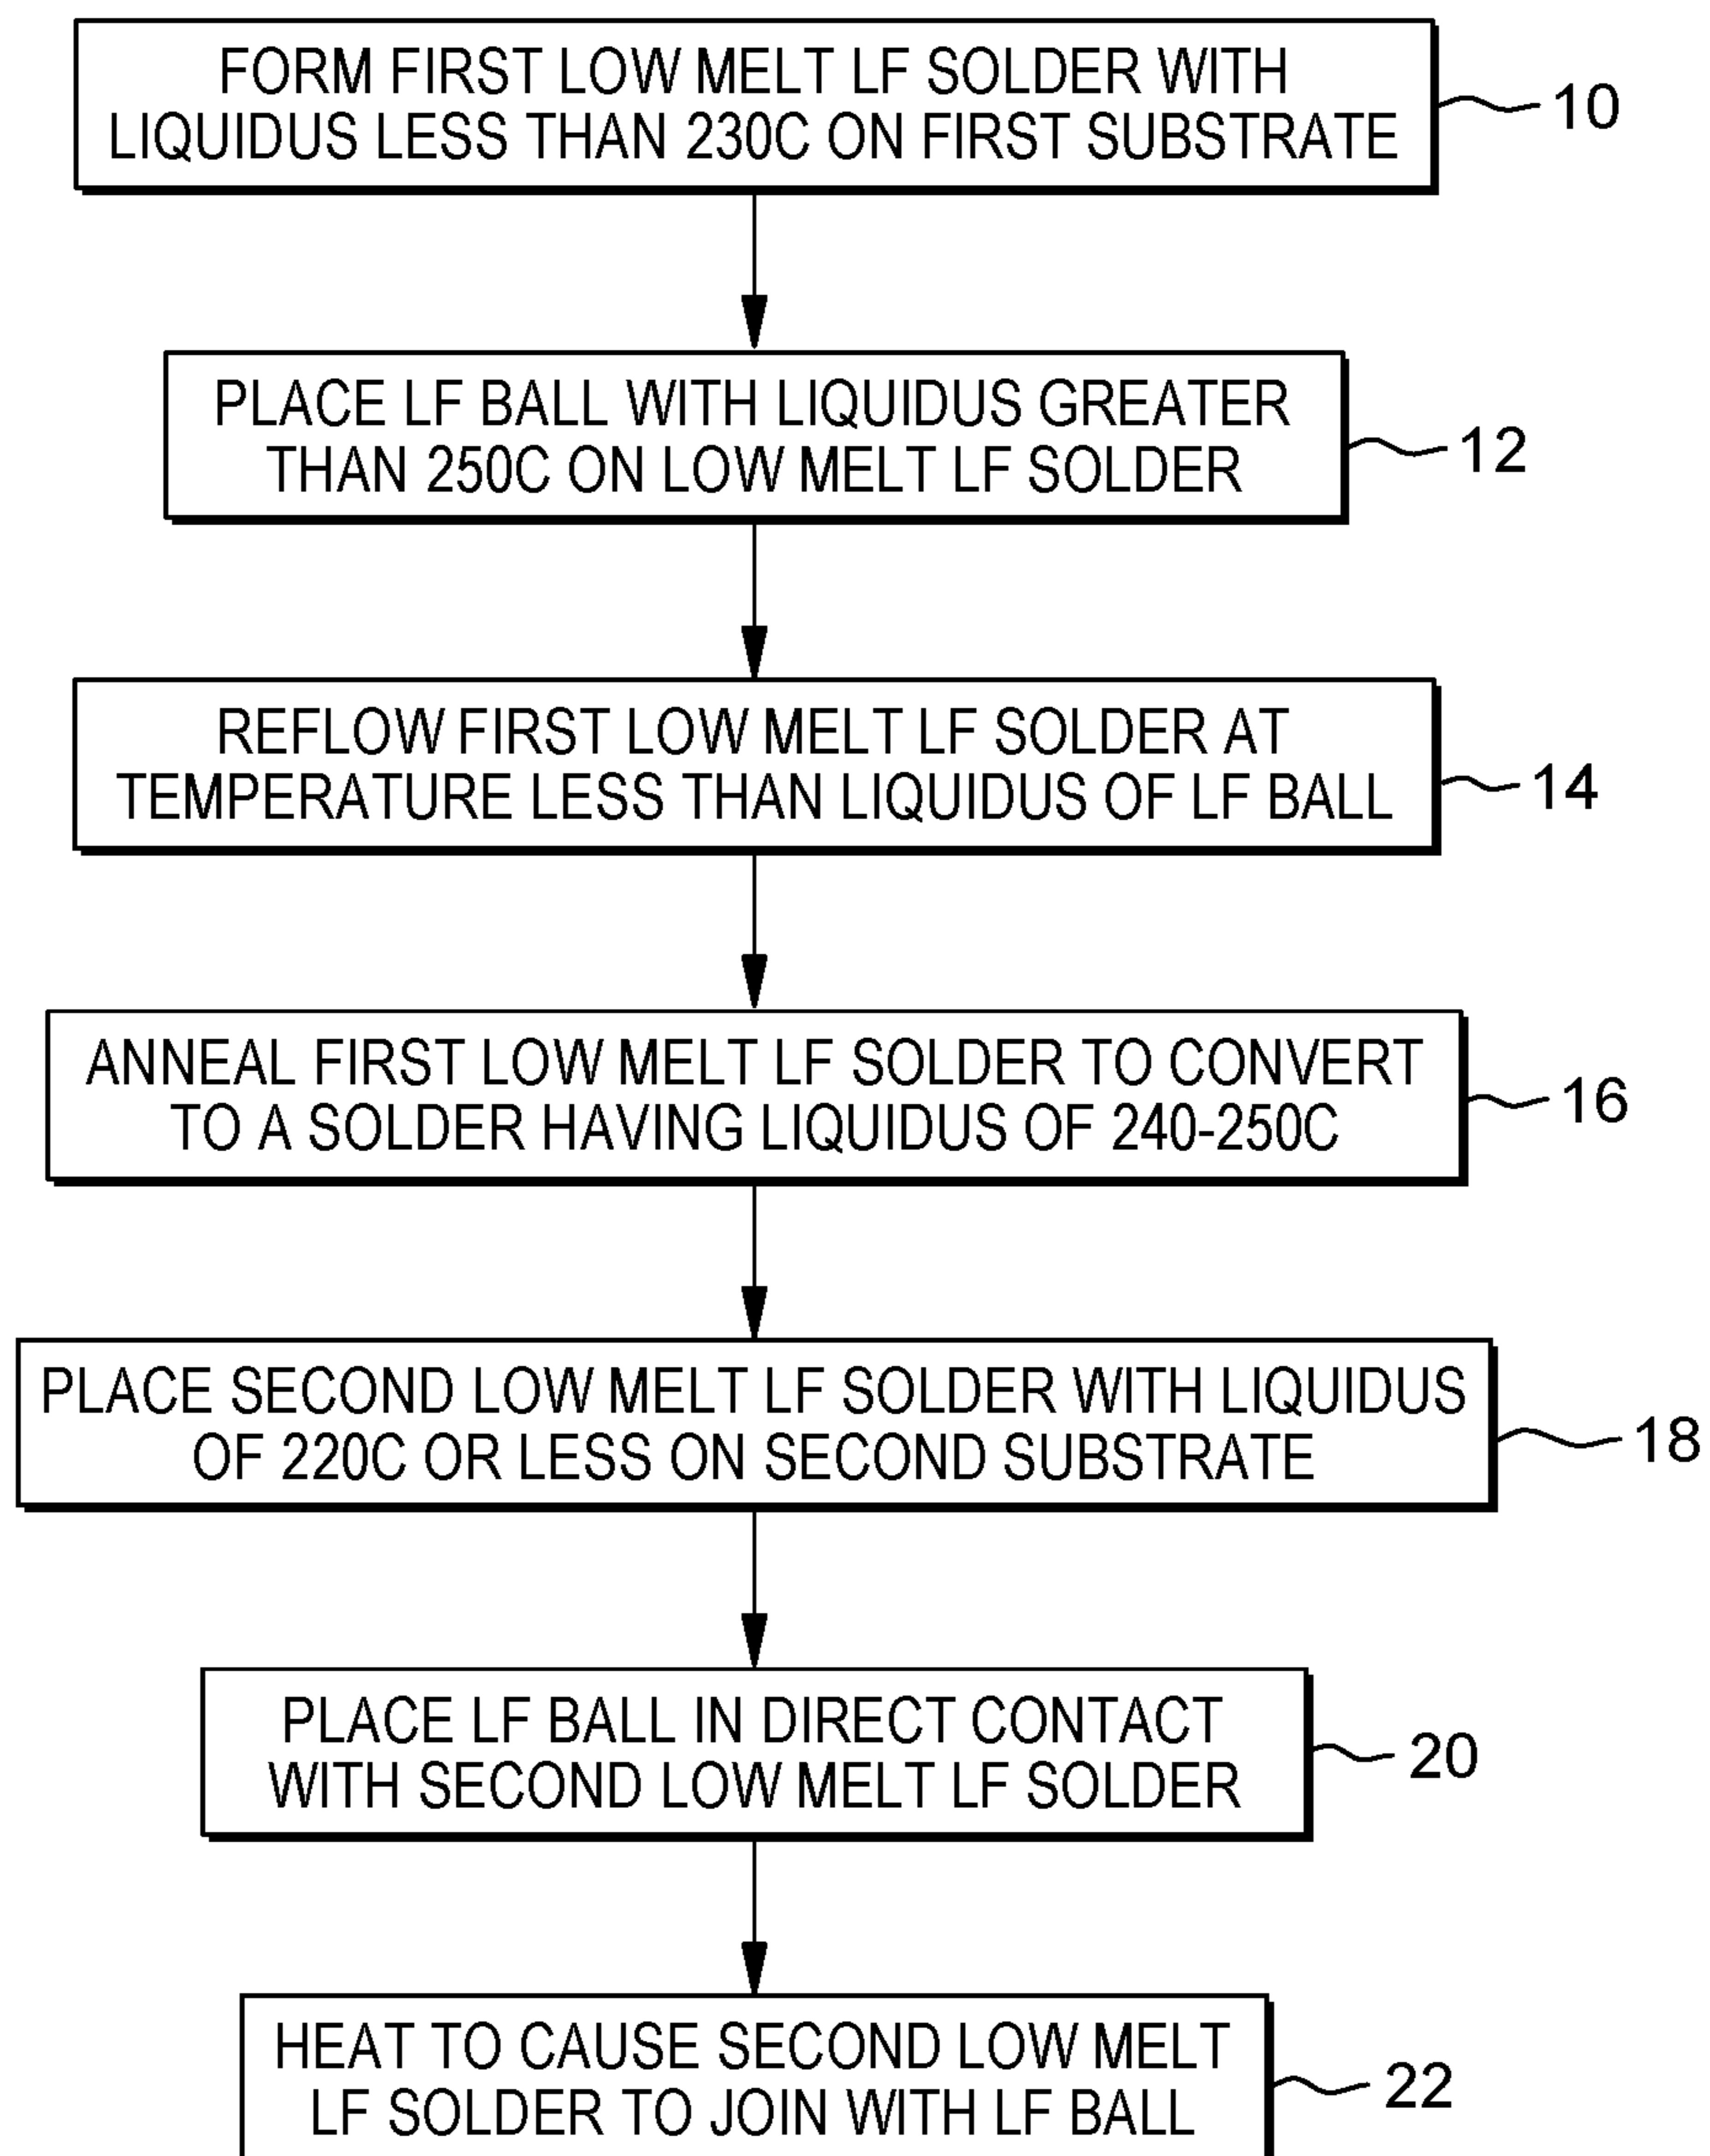 FORM FIRST LOW MELT LF SOLDER WITH
LIQUIDUS LESS THAN 230C ON FIRST SUBSTRATE
10
PLACE LF BALL WITH LIQUIDUS GREATER
THAN 250C ON LOW MELT LF SOLDER
12
REFLOW FIRST LOW MELT LF SOLDER AT
TEMPERATURE LESS THAN LIQUIDUS OF LF BALL
14
ANNEAL FIRST LOW MELT LF SOLDER TO CONVERT
TO A SOLDER HAVING LIQUIDUS OF 240-250C
16
PLACE SECOND LOW MELT LF SOLDER WITH LIQUIDUS
OF 220C OR LESS ON SECOND SUBSTRATE
18
PLACE LF BALL IN DIRECT CONTACT
WITH SECOND LOW MELT LF SOLDER
20
HEAT TO CAUSE SECOND LOW MELT
LF SOLDER TO JOIN WITH LF BALL
22